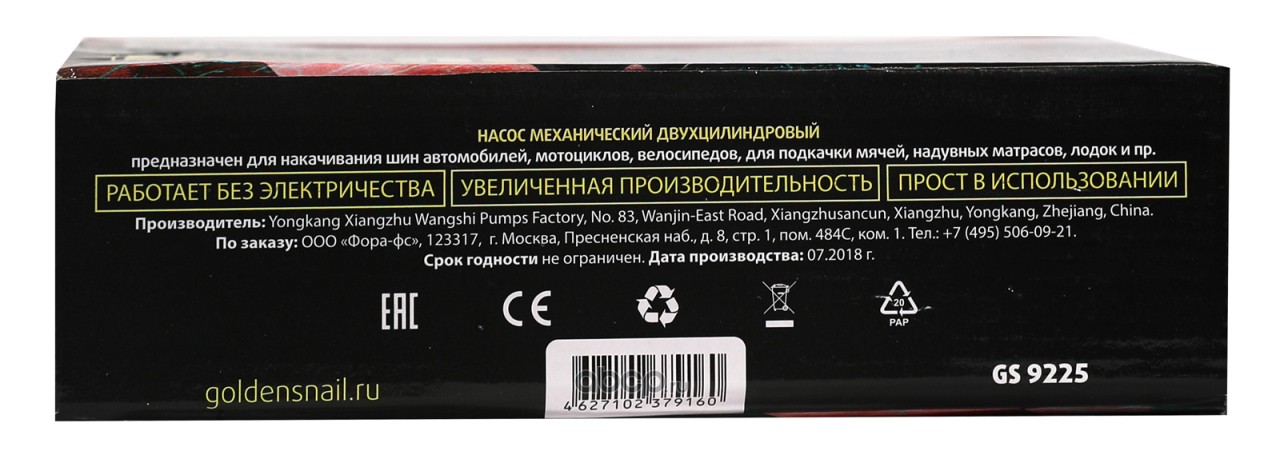 НАСОС МЕХАНИЧЕСКИЙ ДВУХЦИЛИНДРОВЫЙ
предназначен для накачивания шин автомобилей, мотоциклов, велосипедов, для подкачки мячей, надувных матрасов, лодок и пр.
РАБОТАЕТ БЕЗ ЭЛЕКТРИЧЕСТВА УВЕЛИЧЕННАЯ ПРОИЗВОДИТЕЛЬНОСТЬ ПРОСТ В ИСПОЛЬЗОВАНИИ
Производитель: Yongkang Xiangzhu Wangshi Pumps Factory, No. 83, Wanjin-East Road, Xiangzhusancun, Xiangzhu, Yongkang, Zhejiang, China.
По заказу: ООО «Фора-фс», 123317, г. Москва, Пресненская наб., д. 8, стр. 1, пом. 484С, ком. 1. Тел.: +7 (495) 506-09-21.
Срок годности не ограничен. Дата производства: 07.2018 г.
EAC CE
20
PAP
GS 9225
goldensnail.ru
4 627102 379160